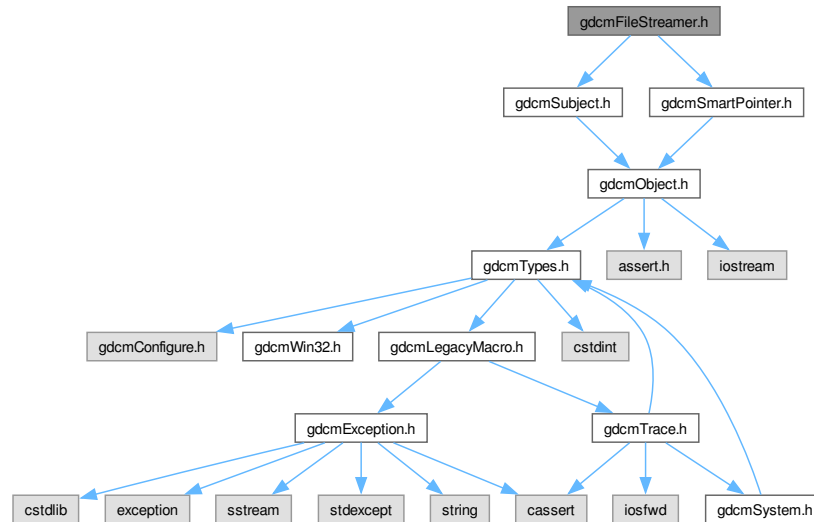 gdcmFileStreamer.h
gdcmSubject.h
gdcmSmartPointer.h
gdcmObject.h
gdcmTypes.h
assert.h
iostream
gdcmConfigure.h
gdcmWin32.h
gdcmLegacyMacro.h
cstdint
gdcmException.h
gdcmTrace.h
cstdlib
exception
sstream
stdexcept
string
cassert
iosfwd
gdcmSystem.h